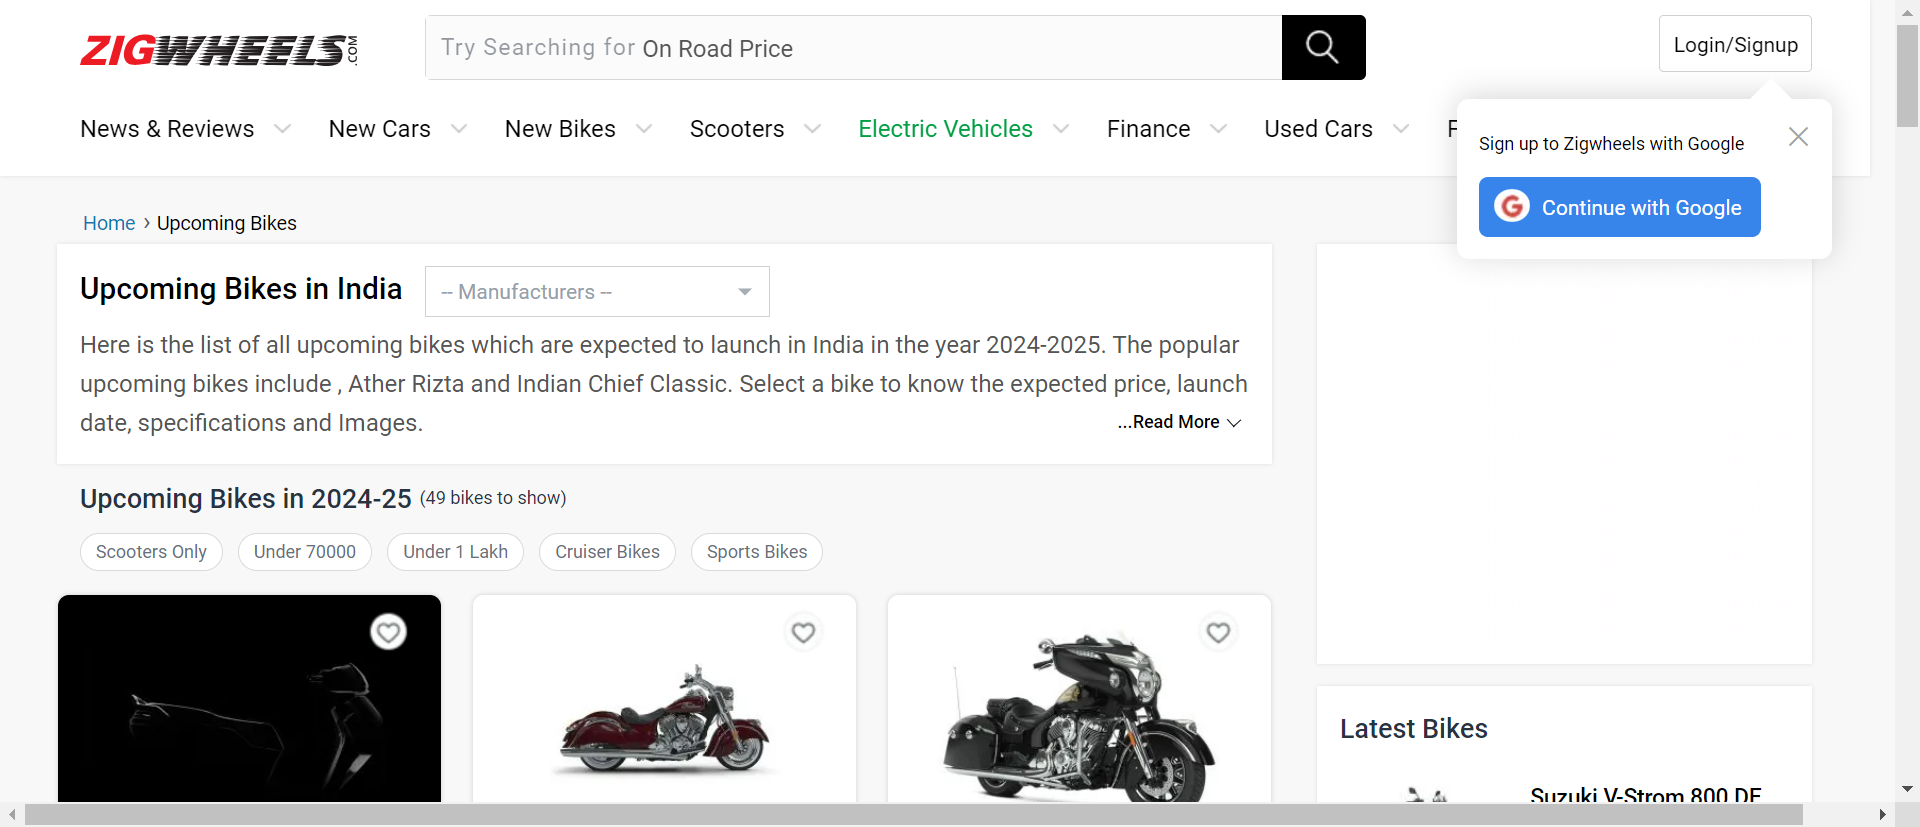 ZIGWHEELS.COM
Try Searching for On Road Price
Login/Signup
News & Reviews
New Cars
New Bikes
Scooters
Electric Vehicles
Finance
Used Cars
F
Sign up to Zigwheels with Google
G Continue with Google
Home › Upcoming Bikes
Upcoming Bikes in India
-- Manufacturers --
Here is the list of all upcoming bikes which are expected to launch in India in the year 2024-2025. The popular
upcoming bikes include , Ather Rizta and Indian Chief Classic. Select a bike to know the expected price, launch
date, specifications and Images.
...Read More
Upcoming Bikes in 2024-25 (49 bikes to show)
Scooters Only
Under 70000
Under 1 Lakh
Cruiser Bikes
Sports Bikes
Latest Bikes
Suzuki V-Strom 800 DE